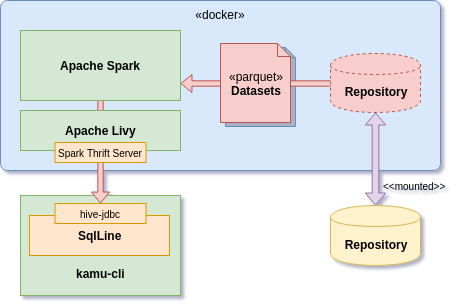 «docker»
Apache Spark
«parquet»
Datasets
Repository
Apache Livy
Spark Thrift Server
<<mounted>>
hive-jdbc
SqlLine
kamu-cli
Repository